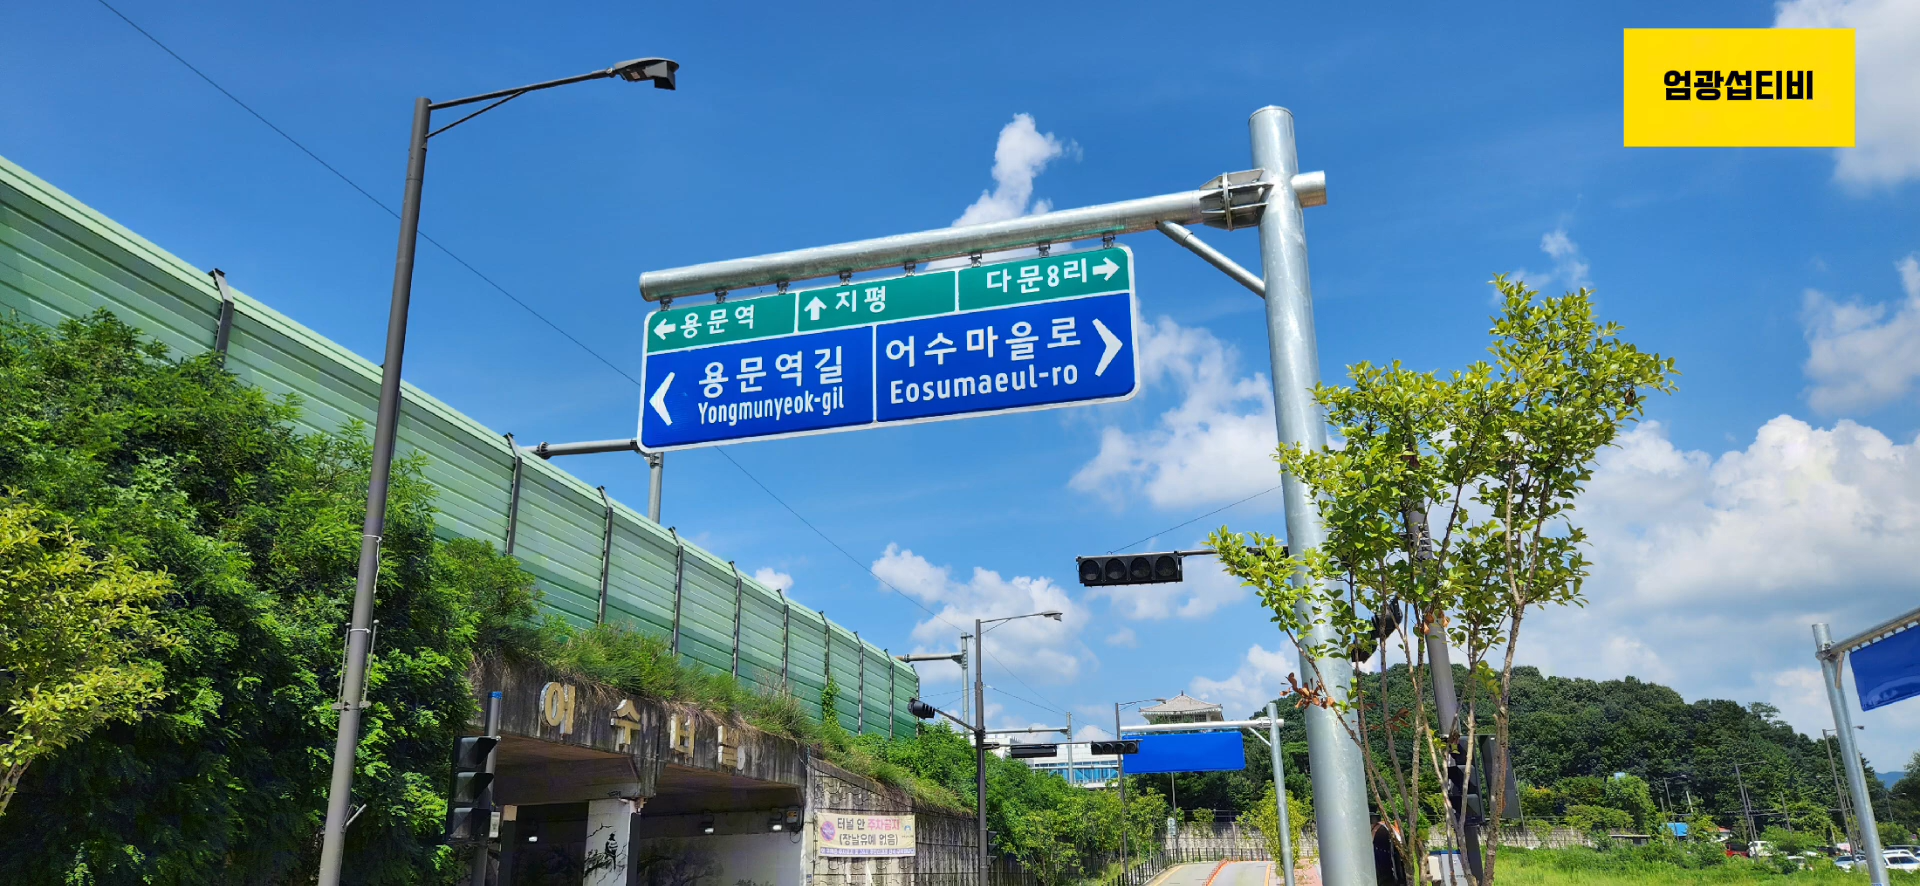 엄광섭티비
용문역
지평
다문8리
용문역길
Yongmunyeok-gil
어수마을로
Eosumaeul-ro
어수마을
터널 안 주차금지